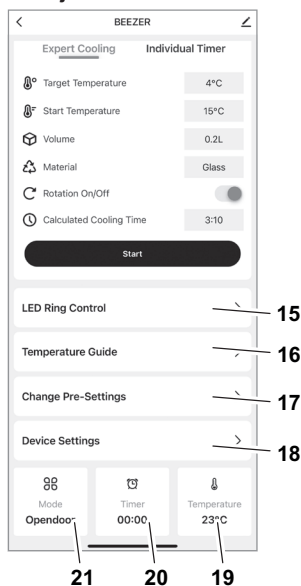 BEEZER
Expert Cooling Individual Timer
Target Temperature 4°C
Start Temperature 15°C
Volume 0.2L
Material Glass
Rotation On/Off
Calculated Cooling Time 3:10
Start
LED Ring Control 15
Temperature Guide 16
Change Pre-Settings 17
Device Settings 18
Mode Timer Temperature
Opendoor 00:00 23°C
21 20 19